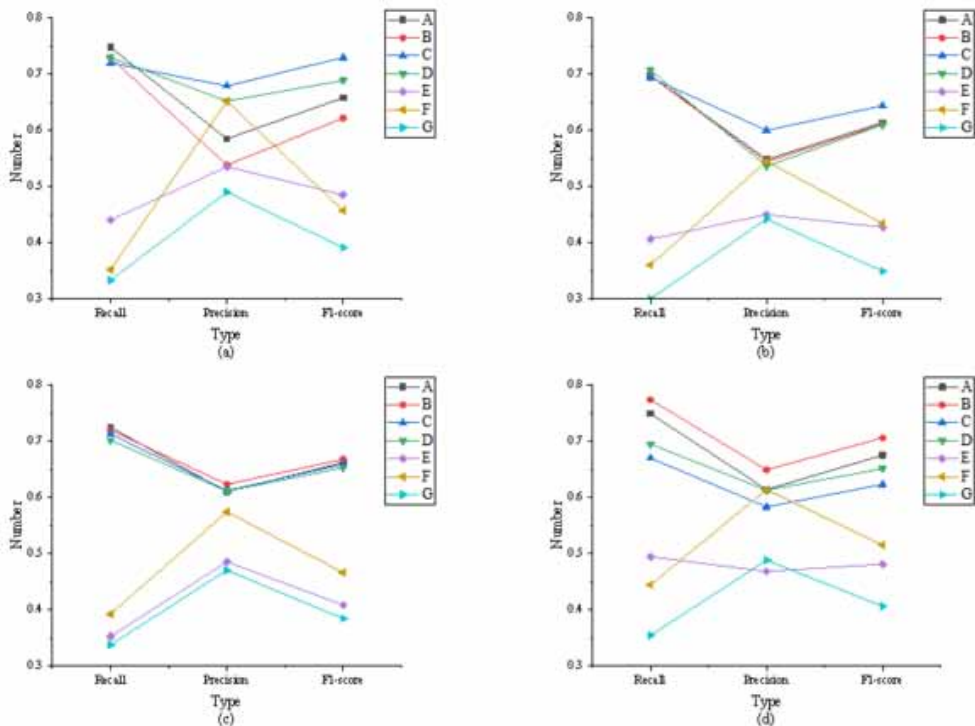 0.8
0.7
0.6
0.5
0.4
0.3
Number
Recall
Precision
F1-score
Type
(a)
A
B
C
D
E
F
G
0.8
0.7
0.6
0.5
0.4
0.3
Number
Recall
Precision
F1-score
Type
(b)
A
B
C
D
E
F
G
0.8
0.7
0.6
0.5
0.4
0.3
Number
Recall
Precision
F1-score
Type
(c)
A
B
C
D
E
F
G
0.8
0.7
0.6
0.5
0.4
0.3
Number
Recall
Precision
F1-score
Type
(d)
A
B
C
D
E
F
G